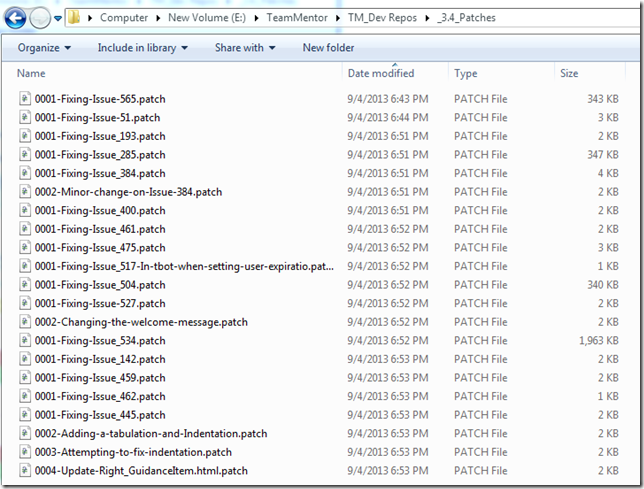 Computer ▸ New Volume (E:) ▸ TeamMentor ▸ TM_Dev Repos ▸ _3.4_Patches
Organize ▾ Include in library ▾ Share with ▾ New folder
Name Date modified Type Size
0001-Fixing-Issue-565.patch 9/4/2013 6:43 PM PATCH File 343 KB
0001-Fixing-Issue-51.patch 9/4/2013 6:44 PM PATCH File 3 KB
0001-Fixing-Issue_193.patch 9/4/2013 6:51 PM PATCH File 2 KB
0001-Fixing-Issue_285.patch 9/4/2013 6:51 PM PATCH File 347 KB
0001-Fixing-Issue_384.patch 9/4/2013 6:51 PM PATCH File 4 KB
0002-Minor-change-on-Issue-384.patch 9/4/2013 6:51 PM PATCH File 2 KB
0001-Fixing-Issue_400.patch 9/4/2013 6:51 PM PATCH File 2 KB
0001-Fixing-Issue_461.patch 9/4/2013 6:52 PM PATCH File 2 KB
0001-Fixing-Issue_475.patch 9/4/2013 6:52 PM PATCH File 3 KB
0001-Fixing-Issue_517-In-tbot-when-setting-user-expiratio.pat... 9/4/2013 6:52 PM PATCH File 1 KB
0001-Fixing-Issue_504.patch 9/4/2013 6:52 PM PATCH File 340 KB
0001-Fixing-Issue-527.patch 9/4/2013 6:52 PM PATCH File 2 KB
0002-Changing-the-welcome-message.patch 9/4/2013 6:52 PM PATCH File 2 KB
0001-Fixing-Issue_534.patch 9/4/2013 6:52 PM PATCH File 1,963 KB
0001-Fixing-Issue_142.patch 9/4/2013 6:53 PM PATCH File 2 KB
0001-Fixing-Issue_459.patch 9/4/2013 6:53 PM PATCH File 2 KB
0001-Fixing-Issue_462.patch 9/4/2013 6:53 PM PATCH File 1 KB
0001-Fixing-Issue_445.patch 9/4/2013 6:53 PM PATCH File 2 KB
0002-Adding-a-tabulation-and-Indentation.patch 9/4/2013 6:53 PM PATCH File 2 KB
0003-Attempting-to-fix-indentation.patch 9/4/2013 6:53 PM PATCH File 2 KB
0004-Update-Right_GuidanceItem.html.patch 9/4/2013 6:53 PM PATCH File 2 KB